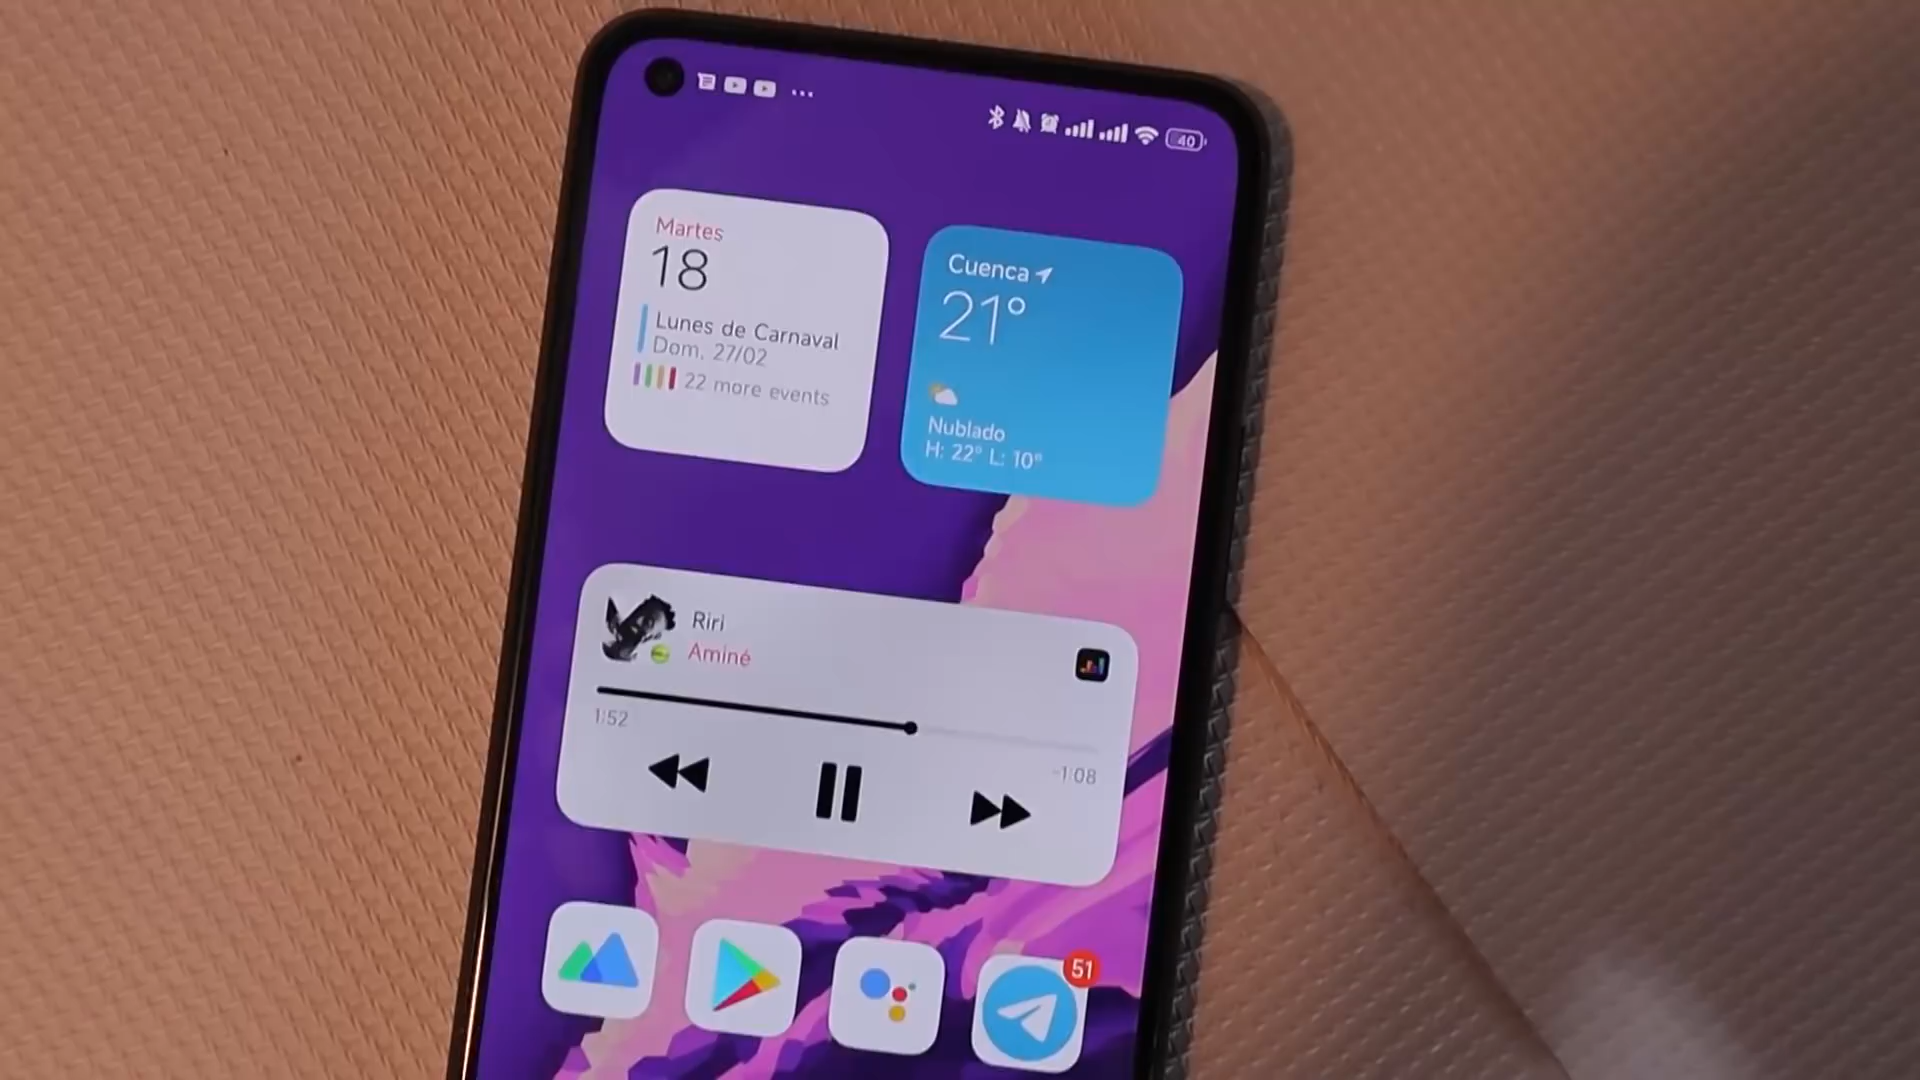 40
Martes
18
Lunes de Carnaval
Dom, 27/02
22 more events
Cuenca
21°
Nublado
H: 22° L: 10°
Riri
Aminé
1:52
-1:08
51